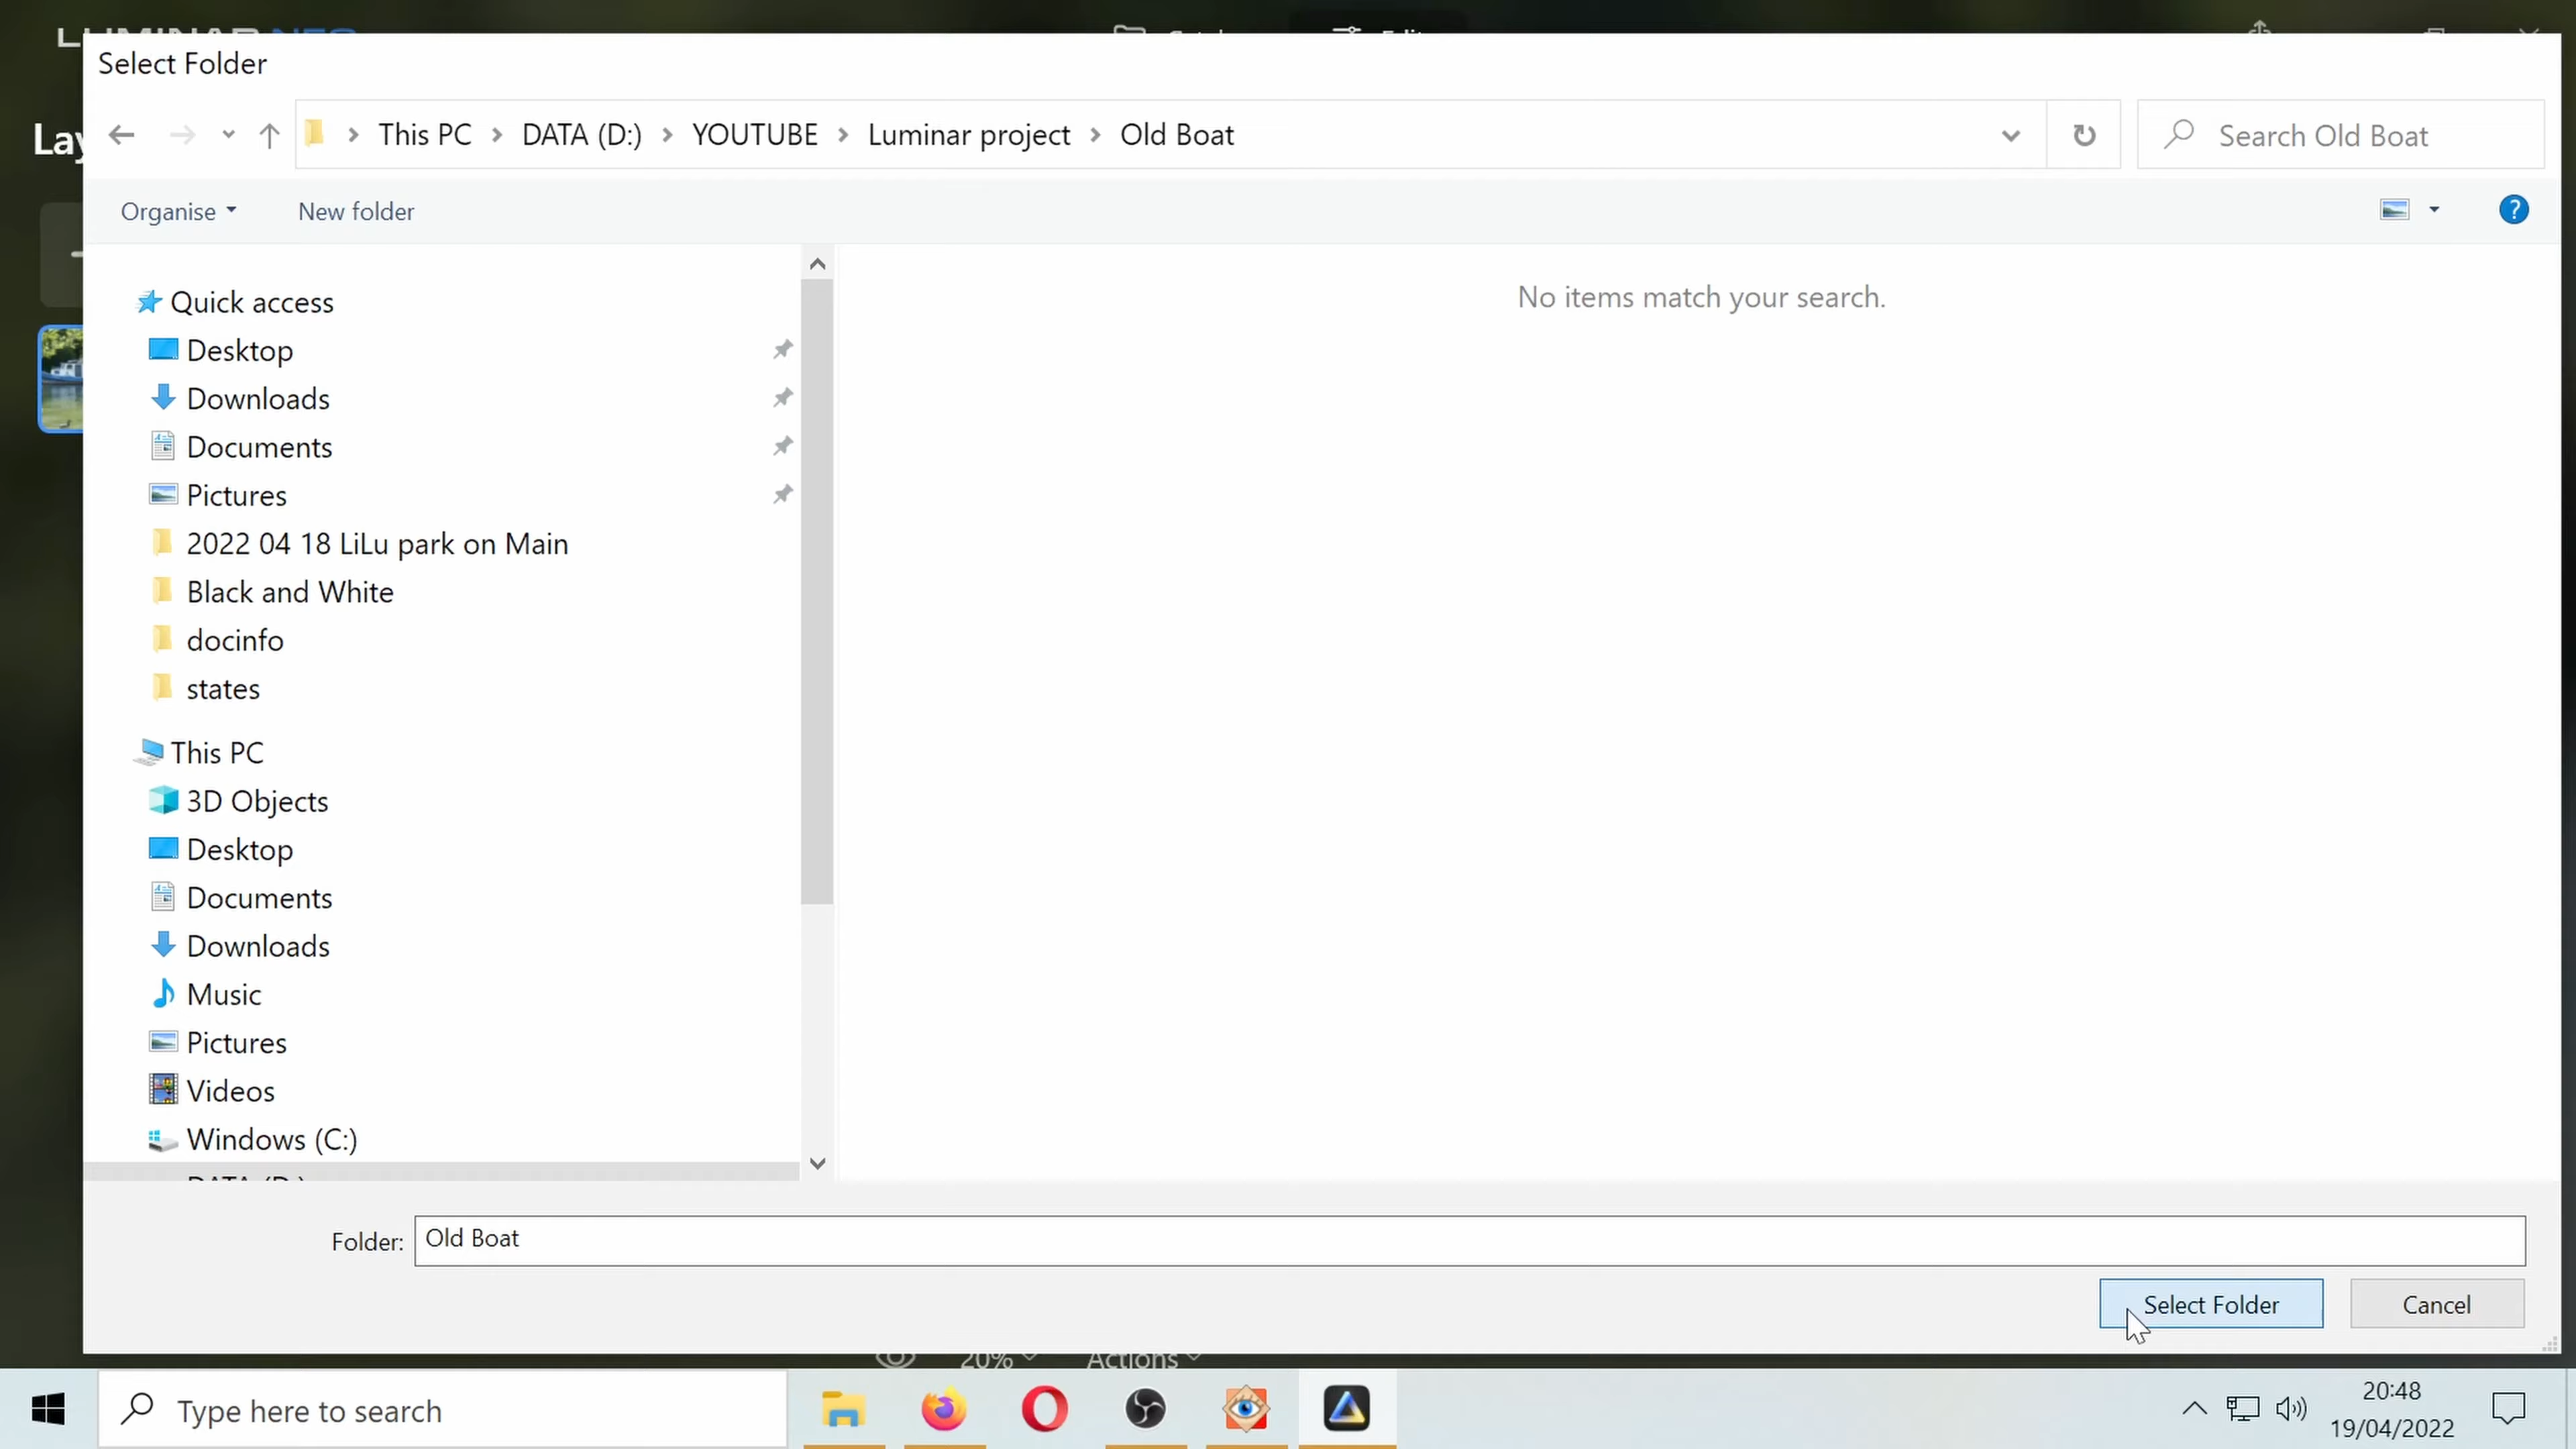 Select Folder
This PC > DATA (D:) > YOUTUBE > Luminar project > Old Boat
Search Old Boat
Organise
New folder
?
No items match your search.
Quick access
Desktop
Downloads
Documents
Pictures
2022 04 18 LiLu park on Main
Black and White
docinfo
states
This PC
3D Objects
Desktop
Documents
Downloads
Music
Pictures
Videos
Windows (C:)
DATA (D:)
Folder: Old Boat
Select Folder
Cancel
20%
Actions
Type here to search
20:48
19/04/2022